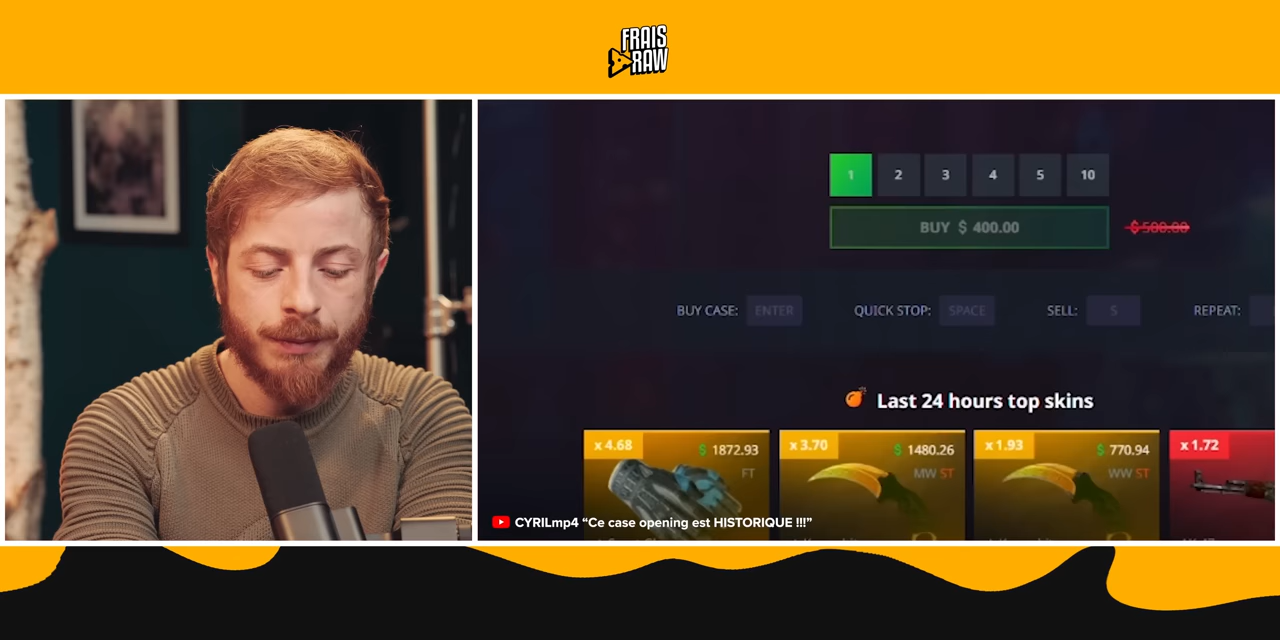 FRAIS
RAW
1 2 3 4 5 10
BUY $ 400.00 $ 500.00
BUY CASE: ENTER QUICK STOP: SPACE SELL: S REPEAT:
Last 24 hours top skins
x 4.68 $ 1872.93 x 3.70 $ 1480.26 x 1.93 $ 770.94 x 1.72
FT MW ST WW ST
CYRILmp4 “Ce case opening est HISTORIQUE !!!”